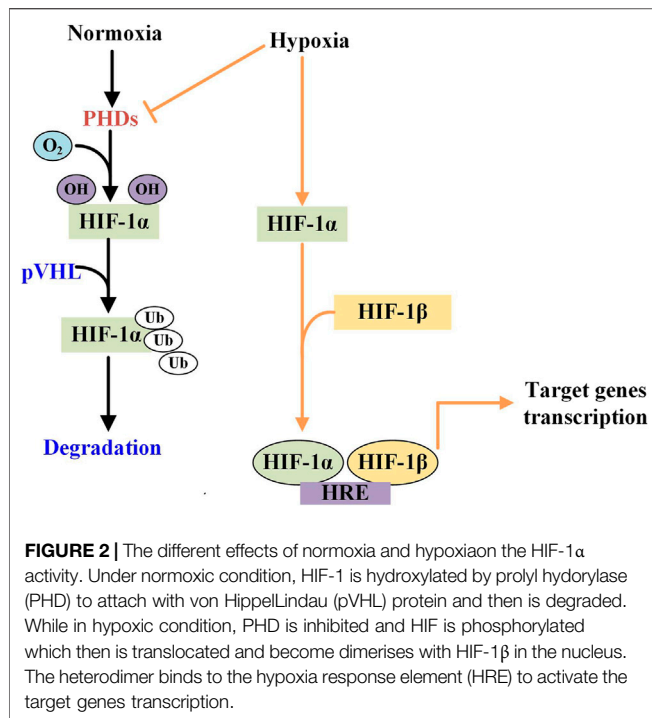 Normoxia
Hypoxia
PHDs
O2
OH
OH
HIF-1α
HIF-1α
pVHL
HIF-1α
Ub
Ub
Ub
HIF-1β
Target genes
transcription
Degradation
HIF-1α
HIF-1β
HRE
FIGURE 2 | The different effects of normoxia and hypoxiaon the HIF-1α
activity. Under normoxic condition, HIF-1 is hydroxylated by prolyl hydorylase
(PHD) to attach with von HippelLindau (pVHL) protein and then is degraded.
While in hypoxic condition, PHD is inhibited and HIF is phosphorylated
which then is translocated and become dimerises with HIF-1β in the nucleus.
The heterodimer binds to the hypoxia response element (HRE) to activate the
target genes transcription.